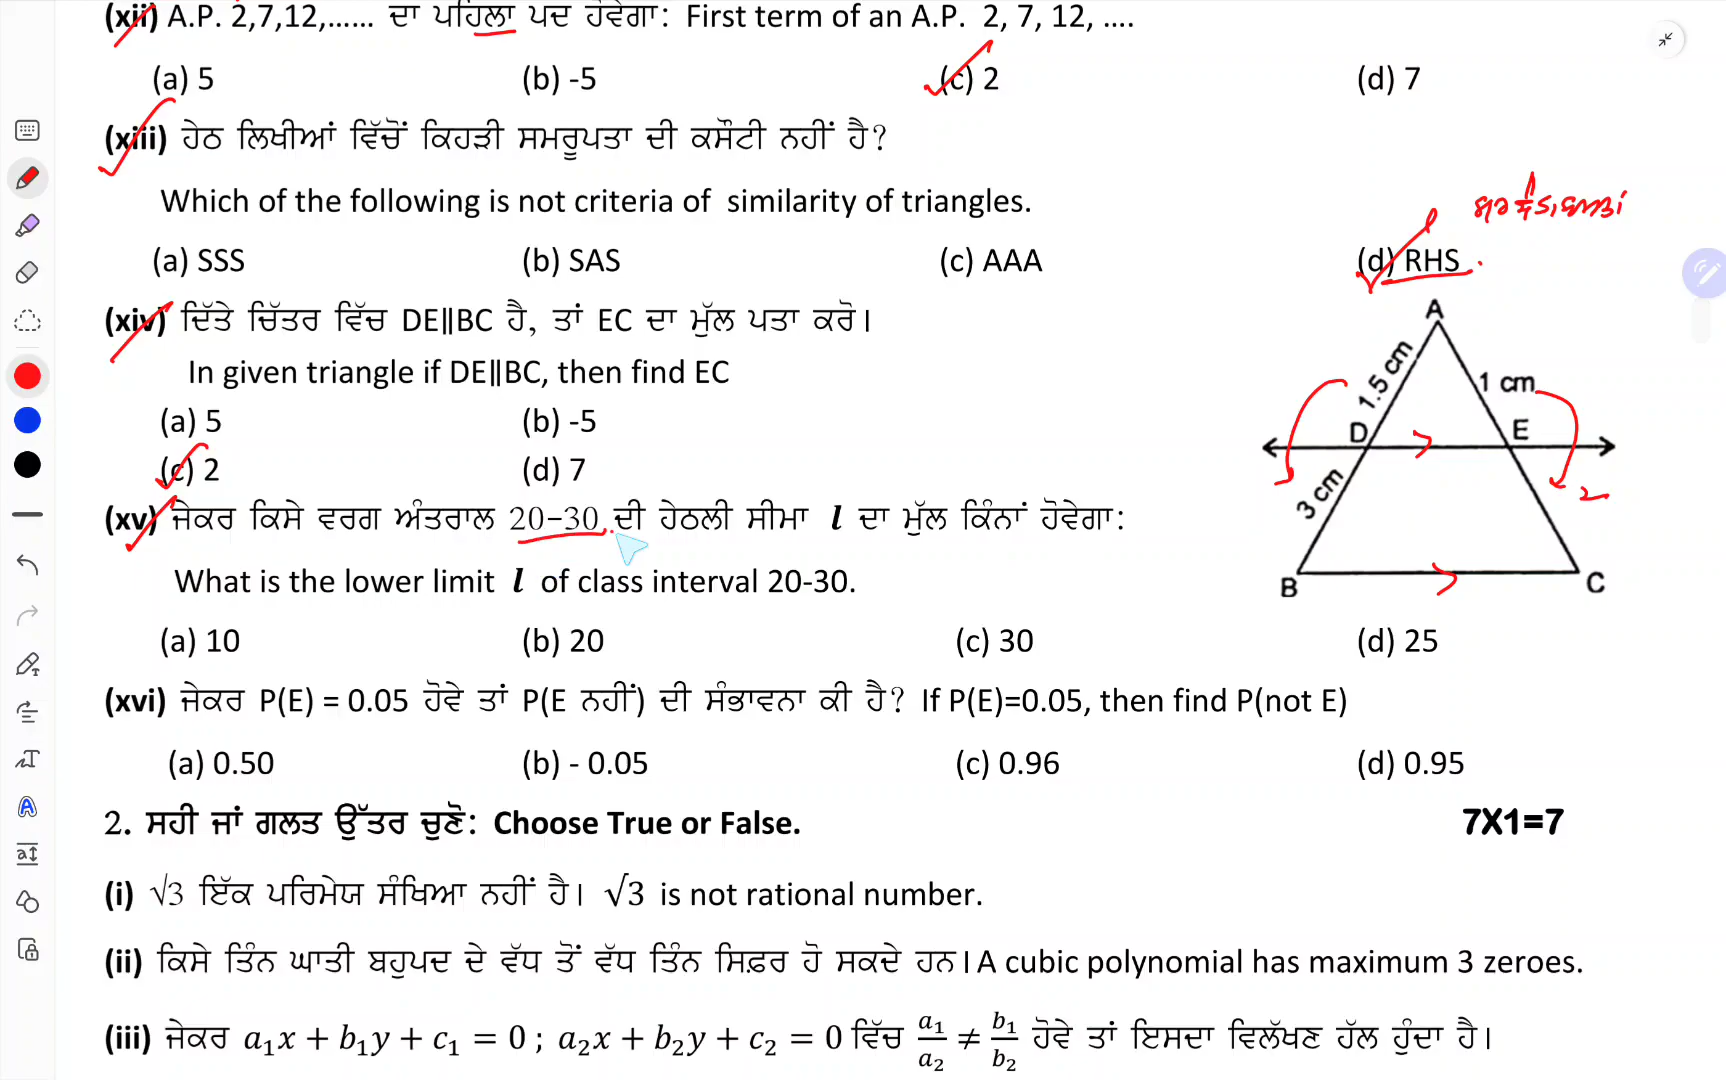 (xii) A.P. 2,7,12,...... ਦਾ ਪਹਿਲਾ ਪਦ ਹੋਵੇਗਾ: First term of an A.P. 2, 7, 12, ....
(a) 5 (b) -5 (c) 2 (d) 7
(xiii) ਹੇਠ ਲਿਖੀਆਂ ਵਿੱਚੋਂ ਕਿਹੜੀ ਸਮਰੂਪਤਾ ਦੀ ਕਸੌਟੀ ਨਹੀਂ ਹੈ?
Which of the following is not criteria of similarity of triangles.
(a) SSS (b) SAS (c) AAA (d) RHS
(xiv) ਦਿੱਤੇ ਚਿੱਤਰ ਵਿੱਚ DE||BC ਹੈ, ਤਾਂ EC ਦਾ ਮੁੱਲ ਪਤਾ ਕਰੋ।
In given triangle if DE||BC, then find EC
(a) 5 (b) -5
(c) 2 (d) 7
A
1.5 cm 1 cm
D E
3 cm 2
B C
(xv) ਜੇਕਰ ਕਿਸੇ ਵਰਗ ਅੰਤਰਾਲ 20-30 ਦੀ ਹੇਠਲੀ ਸੀਮਾ l ਦਾ ਮੁੱਲ ਕਿੰਨਾਂ ਹੋਵੇਗਾ:
What is the lower limit l of class interval 20-30.
(a) 10 (b) 20 (c) 30 (d) 25
(xvi) ਜੇਕਰ P(E) = 0.05 ਹੋਵੇ ਤਾਂ P(E ਨਹੀਂ) ਦੀ ਸੰਭਾਵਨਾ ਕੀ ਹੈ? If P(E)=0.05, then find P(not E)
(a) 0.50 (b) - 0.05 (c) 0.96 (d) 0.95
2. ਸਹੀ ਜਾਂ ਗਲਤ ਉੱਤਰ ਚੁਣੋ: Choose True or False. 7X1=7
(i) √3 ਇੱਕ ਪਰਿਮੇਯ ਸੰਖਿਆ ਨਹੀਂ ਹੈ। √3 is not rational number.
(ii) ਕਿਸੇ ਤਿੰਨ ਘਾਤੀ ਬਹੁਪਦ ਦੇ ਵੱਧ ਤੋਂ ਵੱਧ ਤਿੰਨ ਸਿਫ਼ਰ ਹੋ ਸਕਦੇ ਹਨ। A cubic polynomial has maximum 3 zeroes.
(iii) ਜੇਕਰ a₁x + b₁y + c₁ = 0 ; a₂x + b₂y + c₂ = 0 ਵਿੱਚ a₁/a₂ ≠ b₁/b₂ ਹੋਵੇ ਤਾਂ ਇਸਦਾ ਵਿਲੱਖਣ ਹੱਲ ਹੁੰਦਾ ਹੈ।